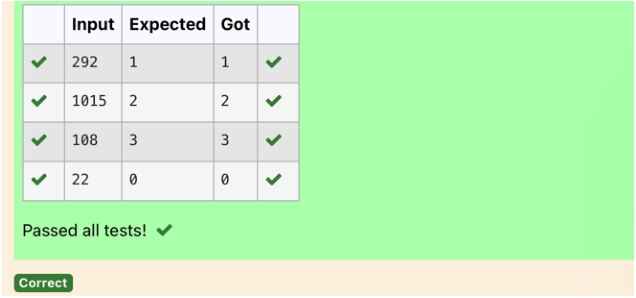 Input Expected Got
292 1 1
1015 2 2
108 3 3
22 0 0
Passed all tests!
Correct